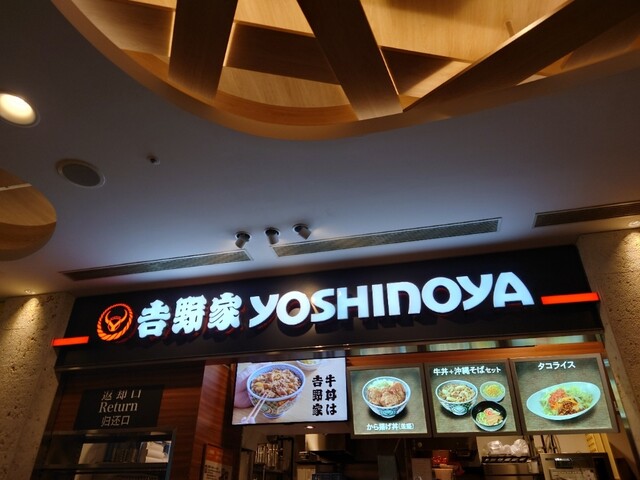 吉野家 YOSHINOYA
返却口
Return
归还口
牛丼は
吉野家
から揚げ丼
牛丼+沖縄そばセット
タコライス